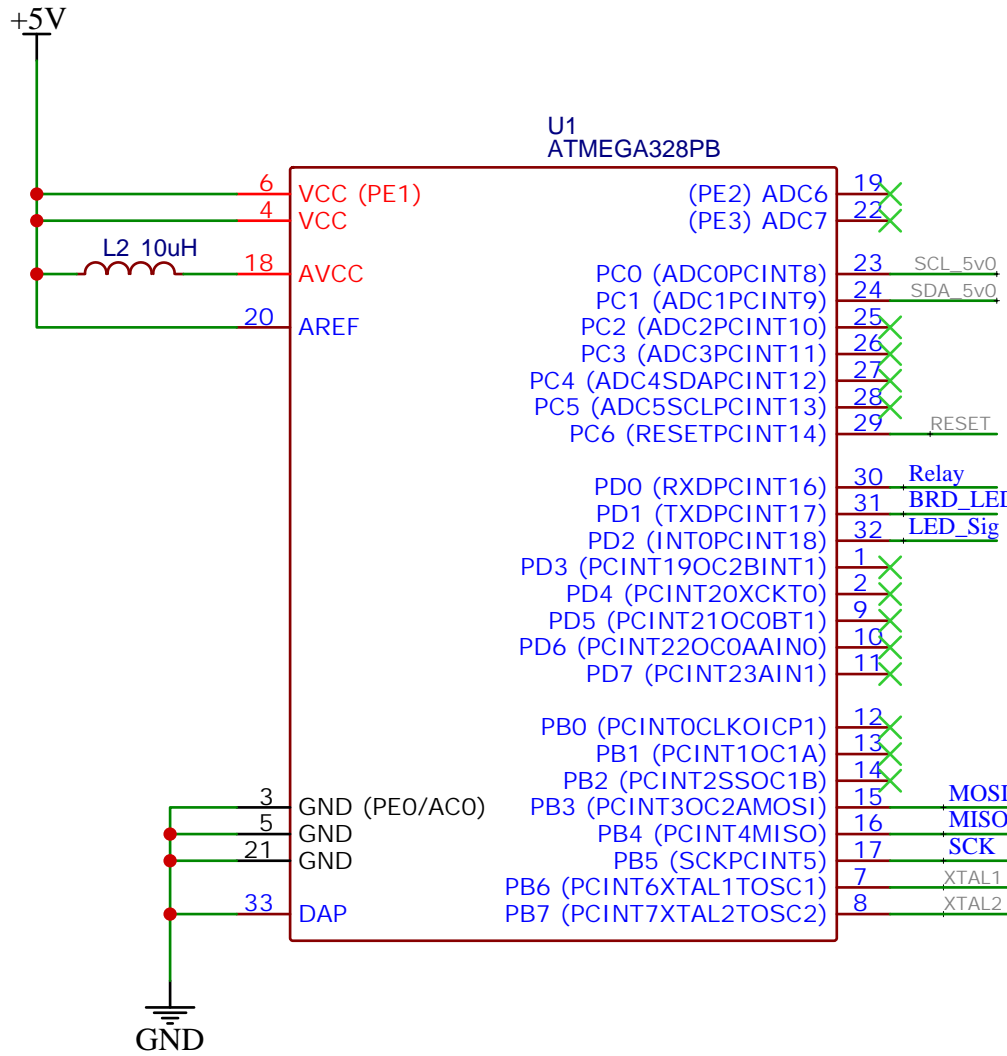 +5V
U1
ATMEGA328PB
6 VCC (PE1)
4 VCC
L2 10uH
18 AVCC
20 AREF
3 GND (PE0/AC0)
5 GND
21 GND
33 DAP
GND
(PE2) ADC6 19
(PE3) ADC7 22
PC0 (ADC0PCINT8) 23 SCL_5v0
PC1 (ADC1PCINT9) 24 SDA_5v0
PC2 (ADC2PCINT10) 25
PC3 (ADC3PCINT11) 26
PC4 (ADC4SDAPCINT12) 27
PC5 (ADC5SCLPCINT13) 28
PC6 (RESETPCINT14) 29 RESET
PD0 (RXDPCINT16) 30 Relay
PD1 (TXDPCINT17) 31 BRD_LED
PD2 (INT0PCINT18) 32 LED_Sig
PD3 (PCINT19OC2BINT1) 1
PD4 (PCINT20XCKT0) 2
PD5 (PCINT21OC0BT1) 9
PD6 (PCINT22OC0AAIN0) 10
PD7 (PCINT23AIN1) 11
PB0 (PCINT0CLKOICP1) 12
PB1 (PCINT1OC1A) 13
PB2 (PCINT2SSOC1B) 14
PB3 (PCINT3OC2AMOSI) 15 MOSI
PB4 (PCINT4MISO) 16 MISO
PB5 (SCKPCINT5) 17 SCK
PB6 (PCINT6XTAL1TOSC1) 7 XTAL1
PB7 (PCINT7XTAL2TOSC2) 8 XTAL2